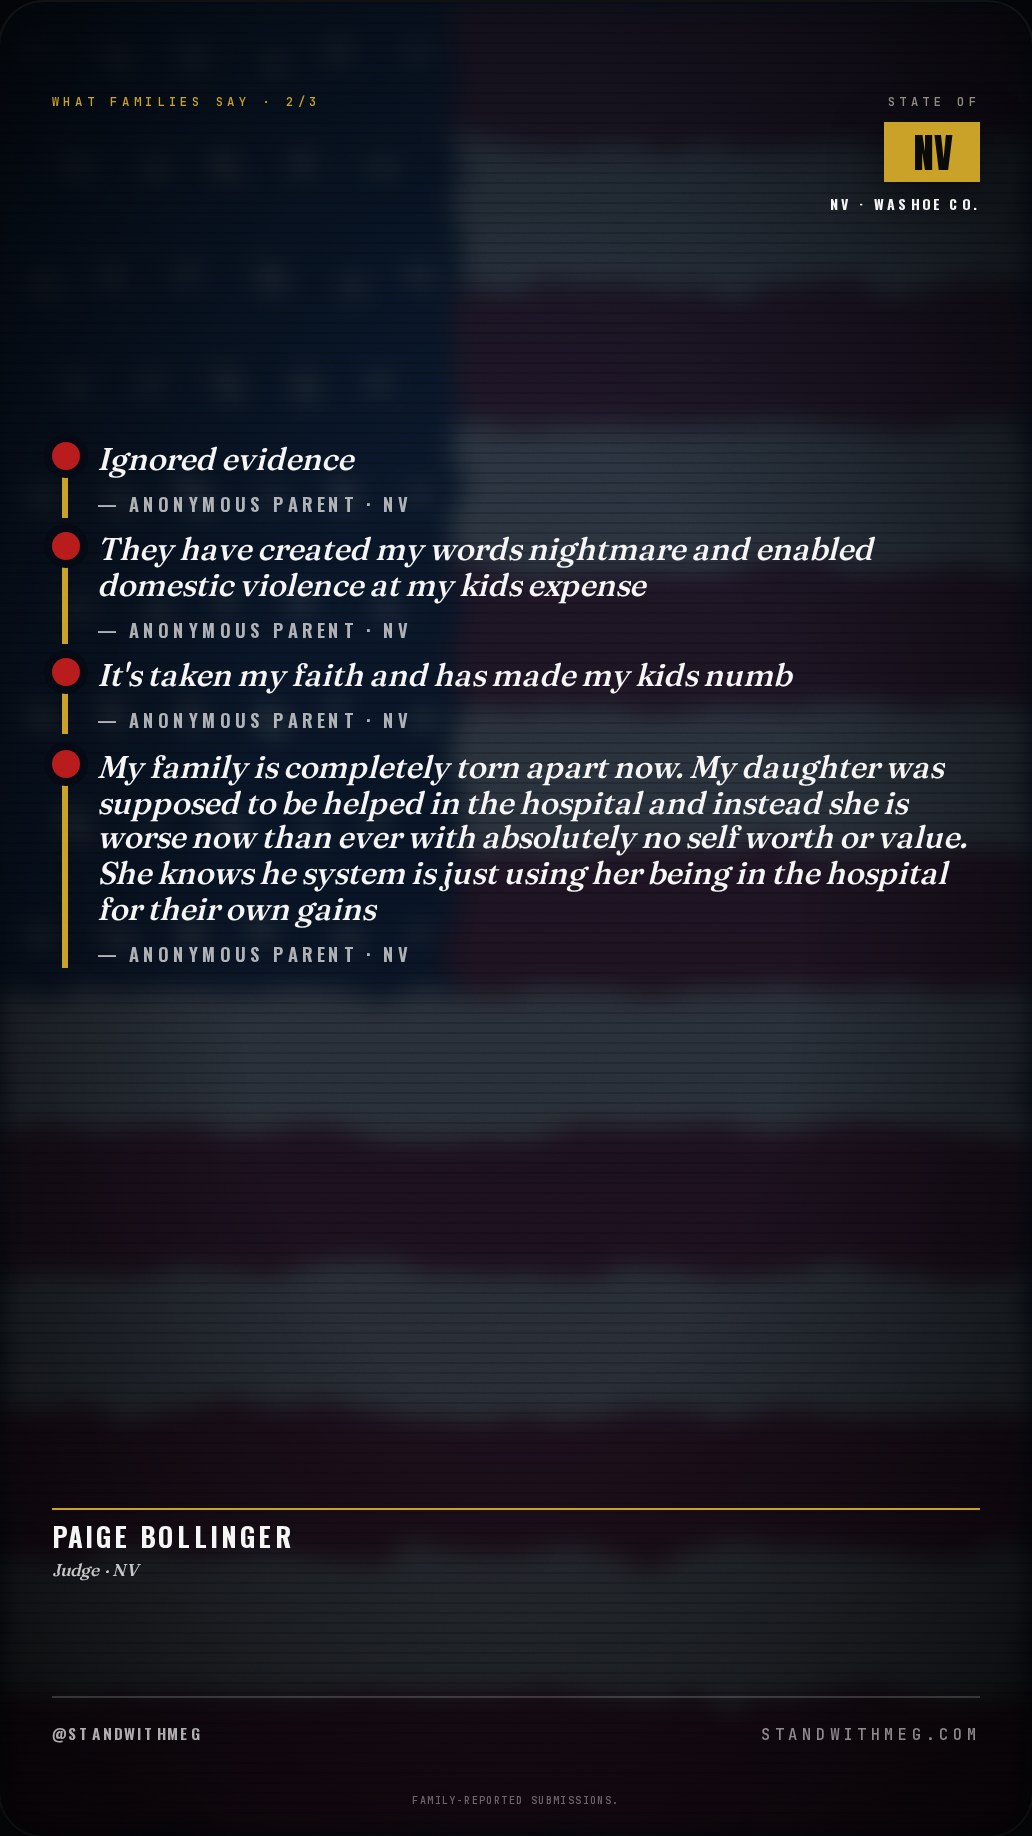 WHAT FAMILIES SAY · 2/3
STATE OF
NV
NV · WASHOE CO.
Ignored evidence
— ANONYMOUS PARENT · NV
They have created my words nightmare and enabled
domestic violence at my kids expense
— ANONYMOUS PARENT · NV
It's taken my faith and has made my kids numb
— ANONYMOUS PARENT · NV
My family is completely torn apart now. My daughter was
supposed to be helped in the hospital and instead she is
worse now than ever with absolutely no self worth or value.
She knows he system is just using her being in the hospital
for their own gains
— ANONYMOUS PARENT · NV
PAIGE BOLLINGER
Judge · NV
@STANDWITHMEG
STANDWITHMEG.COM
FAMILY-REPORTED SUBMISSIONS.